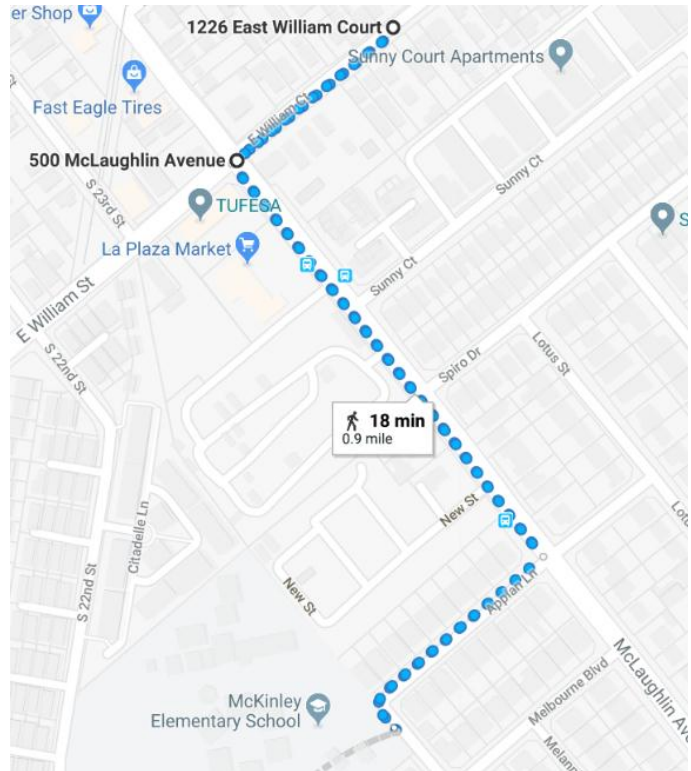 er Shop
1226 East William Court
Sunny Court Apartments
Fast Eagle Tires
E William Ct
500 McLaughlin Avenue
S 23rd St
Sunny Ct
TUFESA
S
La Plaza Market
Sunny Ct
E William St
S 22nd St
Spiro Dr
Lotus St
18 min
0.9 mile
New St
Citadelle Ln
S 22nd St
New St
Appian Ln
McLaughlin Av
Melbourne Blvd
McKinley
Elementary School